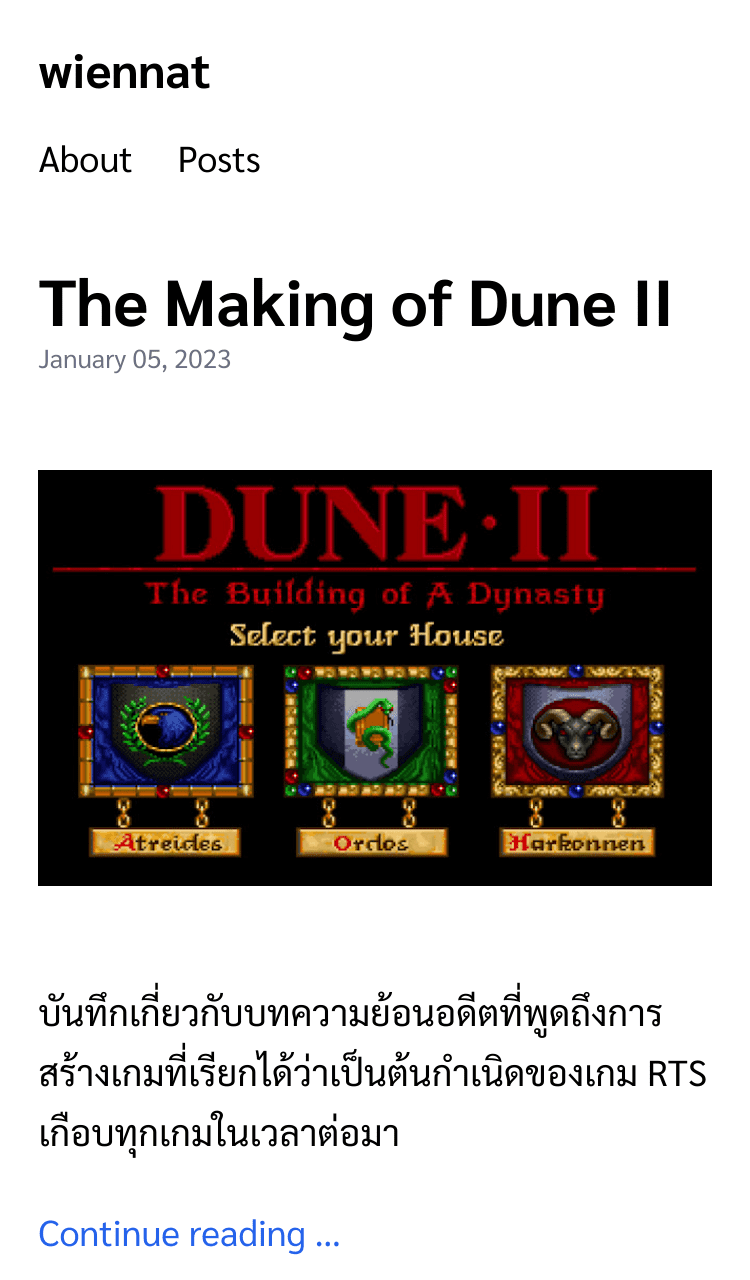 wiennat
About Posts
The Making of Dune II
January 05, 2023
DUNE·II
The Building of A Dynasty
Select your House
Atreides Ordos Harkonnen
บันทึกเกี่ยวกับบทความย้อนอดีตที่พูดถึงการ
สร้างเกมที่เรียกได้ว่าเป็นต้นกำเนิดของเกม RTS
เกือบทุกเกมในเวลาต่อมา
Continue reading ...